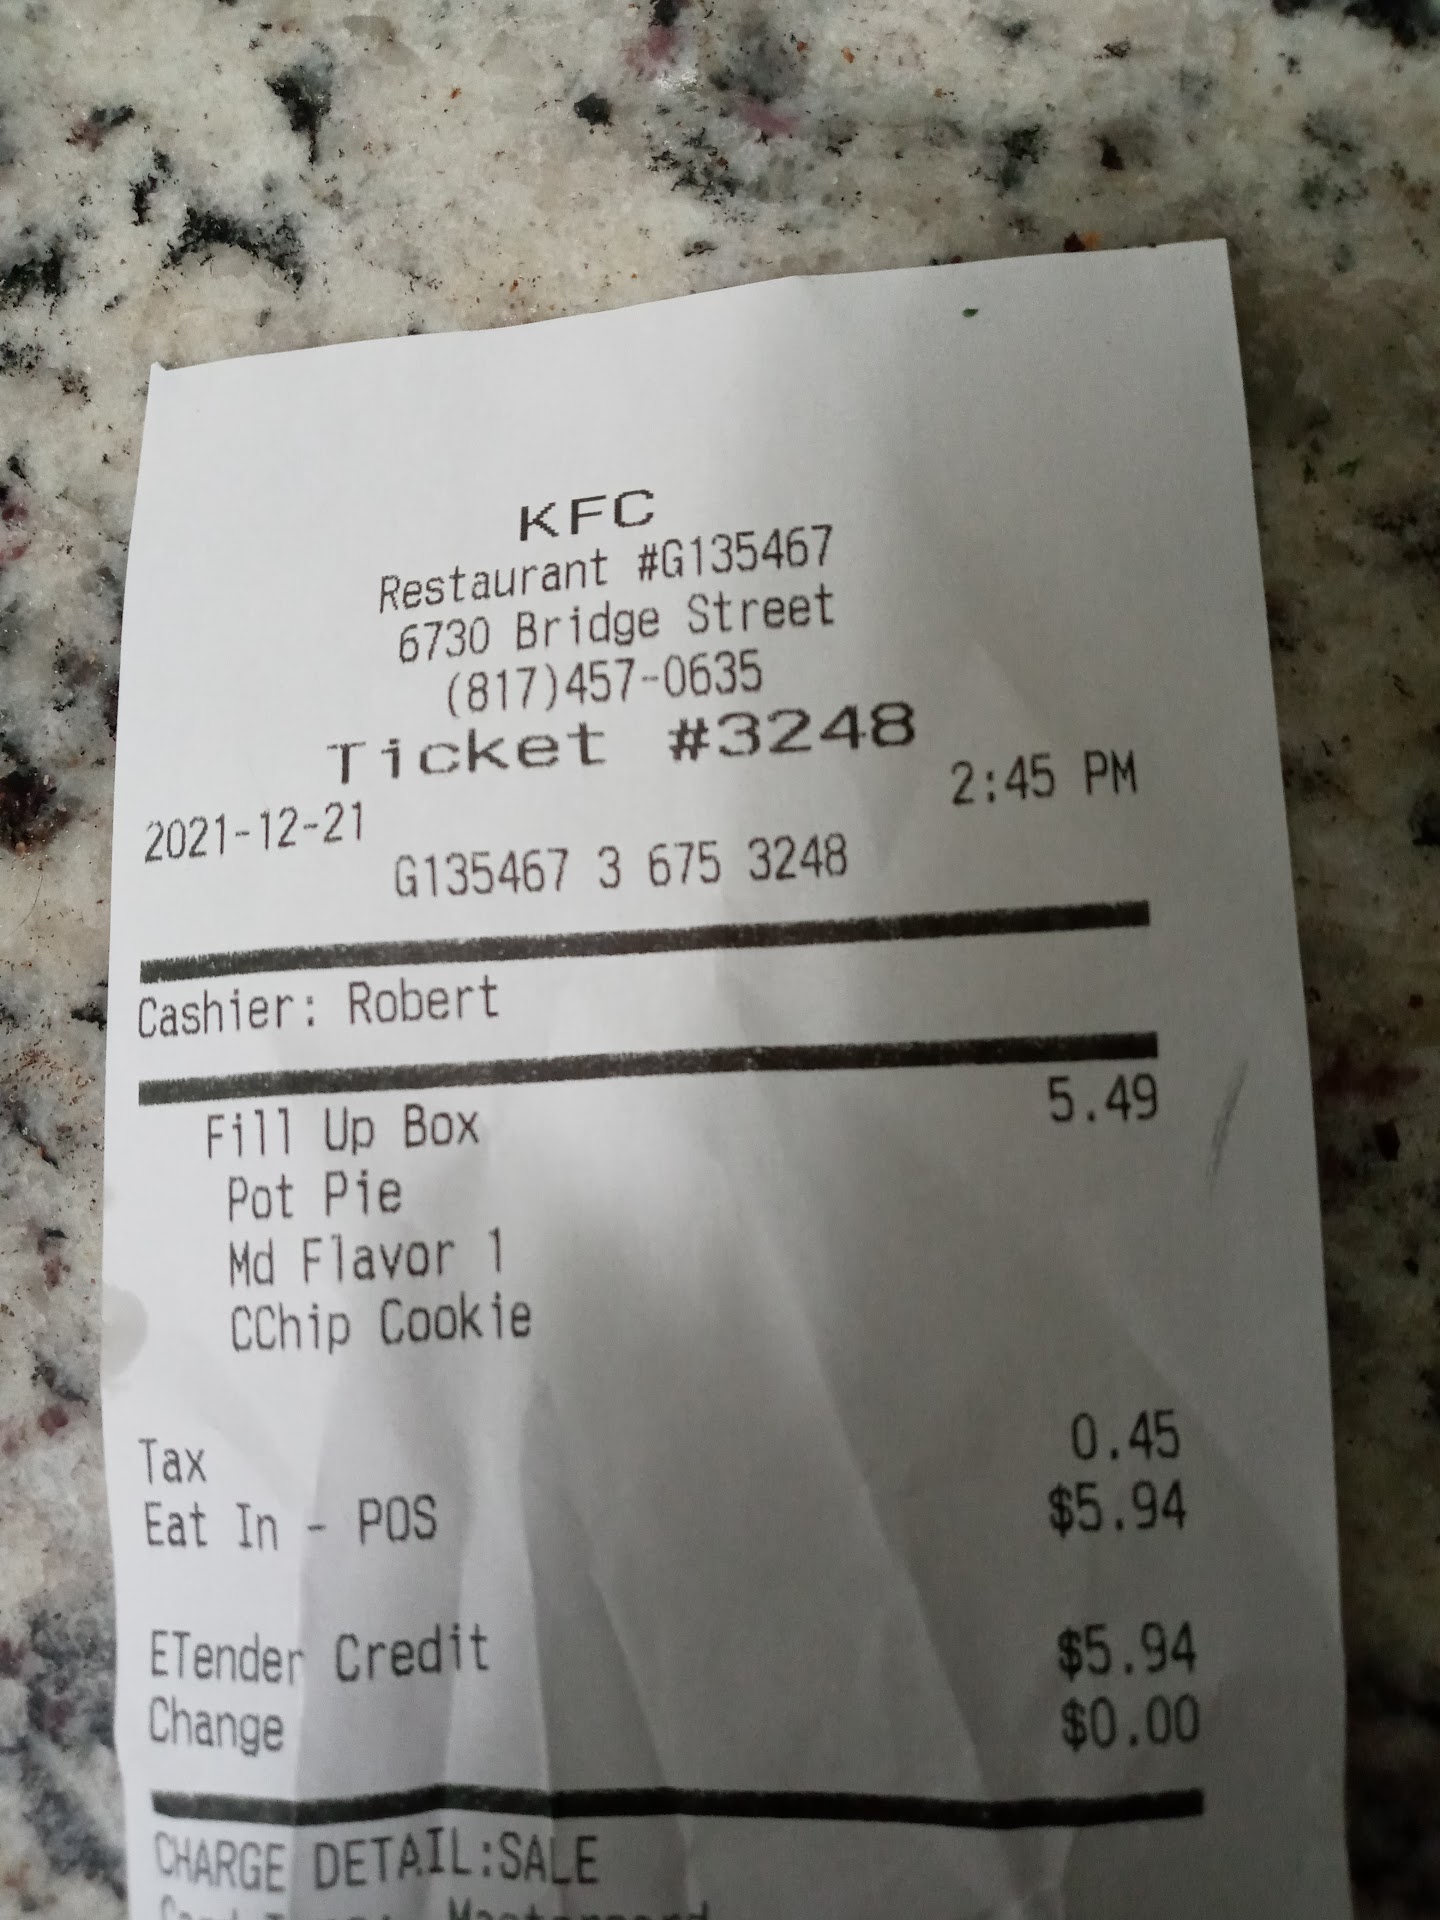 KFC
Restaurant #G135467
6730 Bridge Street
(817)457-0635
Ticket #3248
2021-12-21 2:45 PM
G135467 3 675 3248
Cashier: Robert
Fill Up Box 5.49
Pot Pie
Md Flavor 1
CChip Cookie
Tax 0.45
Eat In - POS $5.94
ETender Credit $5.94
Change $0.00
CHARGE DETAIL:SALE